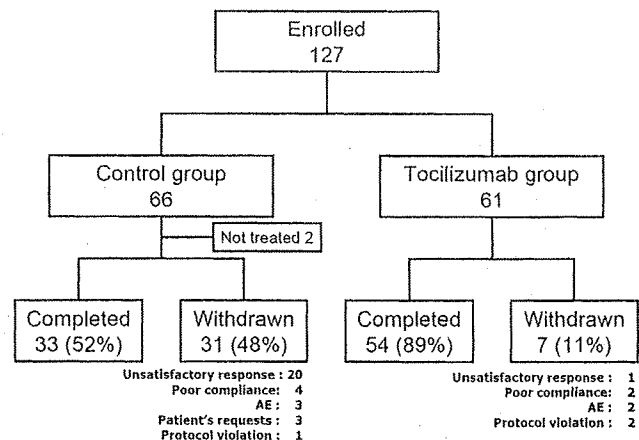 Enrolled
127
Control group
66
Tocilizumab group
61
Not treated 2
Completed
33 (52%)
Withdrawn
31 (48%)
Completed
54 (89%)
Withdrawn
7 (11%)
Unsatisfactory response : 20
Poor compliance: 4
AE : 3
Patient's requests : 3
Protocol violation : 1
Unsatisfactory response : 1
Poor compliance: 2
AE : 2
Protocol violation : 2